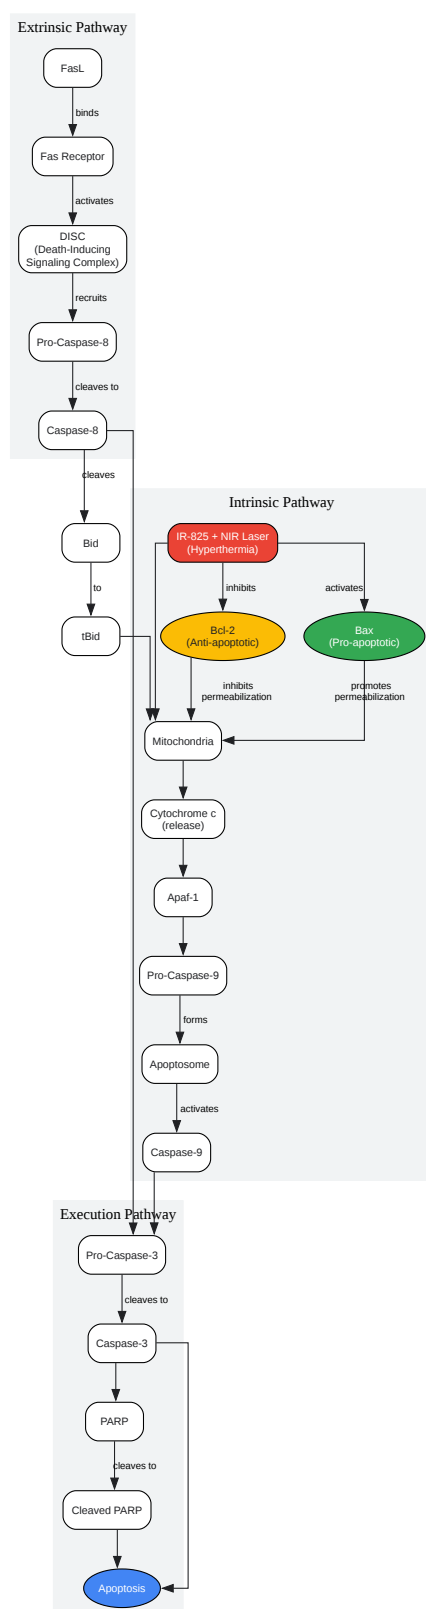 Extrinsic Pathway
FasL
binds
Fas Receptor
activates
DISC
(Death-Inducing
Signaling Complex)
recruits
Pro-Caspase-8
cleaves to
Caspase-8
cleaves
Bid
to
tBid
Intrinsic Pathway
IR-825 + NIR Laser
(Hyperthermia)
inhibits
activates
Bcl-2
(Anti-apoptotic)
Bax
(Pro-apoptotic)
inhibits
permeabilization
promotes
permeabilization
Mitochondria
Cytochrome c
(release)
Apaf-1
Pro-Caspase-9
forms
Apoptosome
activates
Caspase-9
Execution Pathway
Pro-Caspase-3
cleaves to
Caspase-3
PARP
cleaves to
Cleaved PARP
Apoptosis